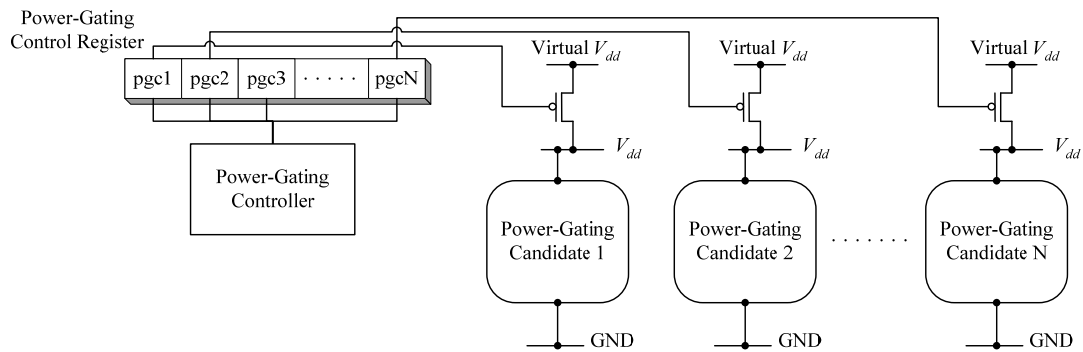 Power-Gating
Control Register
pgc1 pgc2 pgc3 · · · · · pgcN
Power-Gating
Controller
Virtual Vdd
Virtual Vdd
Virtual Vdd
Vdd
Vdd
Vdd
Power-Gating
Candidate 1
Power-Gating
Candidate 2
· · · · · · ·
Power-Gating
Candidate N
GND
GND
GND